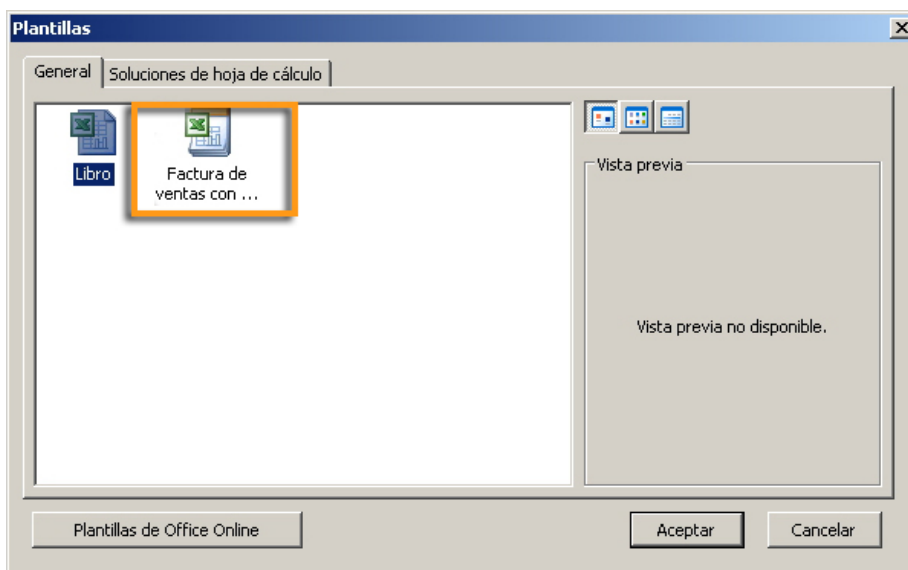 Plantillas
General
Soluciones de hoja de cálculo
Libro
Factura de
ventas con ...
Vista previa
Vista previa no disponible.
Plantillas de Office Online
Aceptar
Cancelar